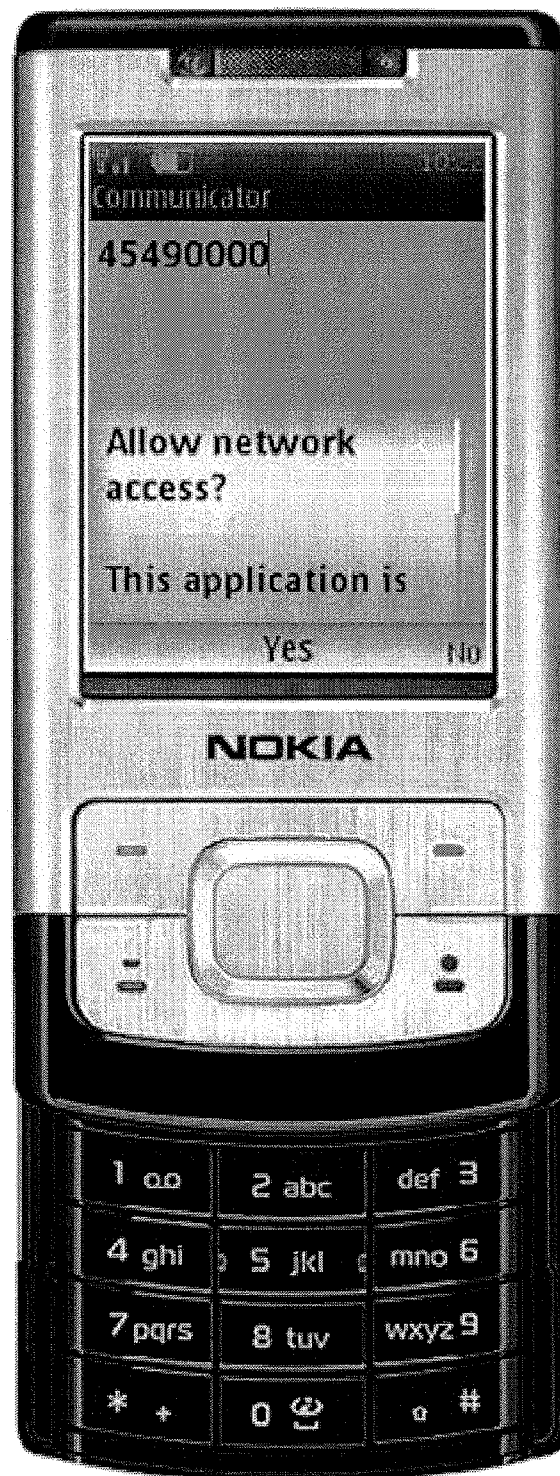 Communicator
45490000
Allow network
access?
This application is
Yes
No
NOKIA
1 oo
2 abc
def 3
4 ghi
5 jkl
mno 6
7 pqrs
8 tuv
wxyz 9
* +
0
#